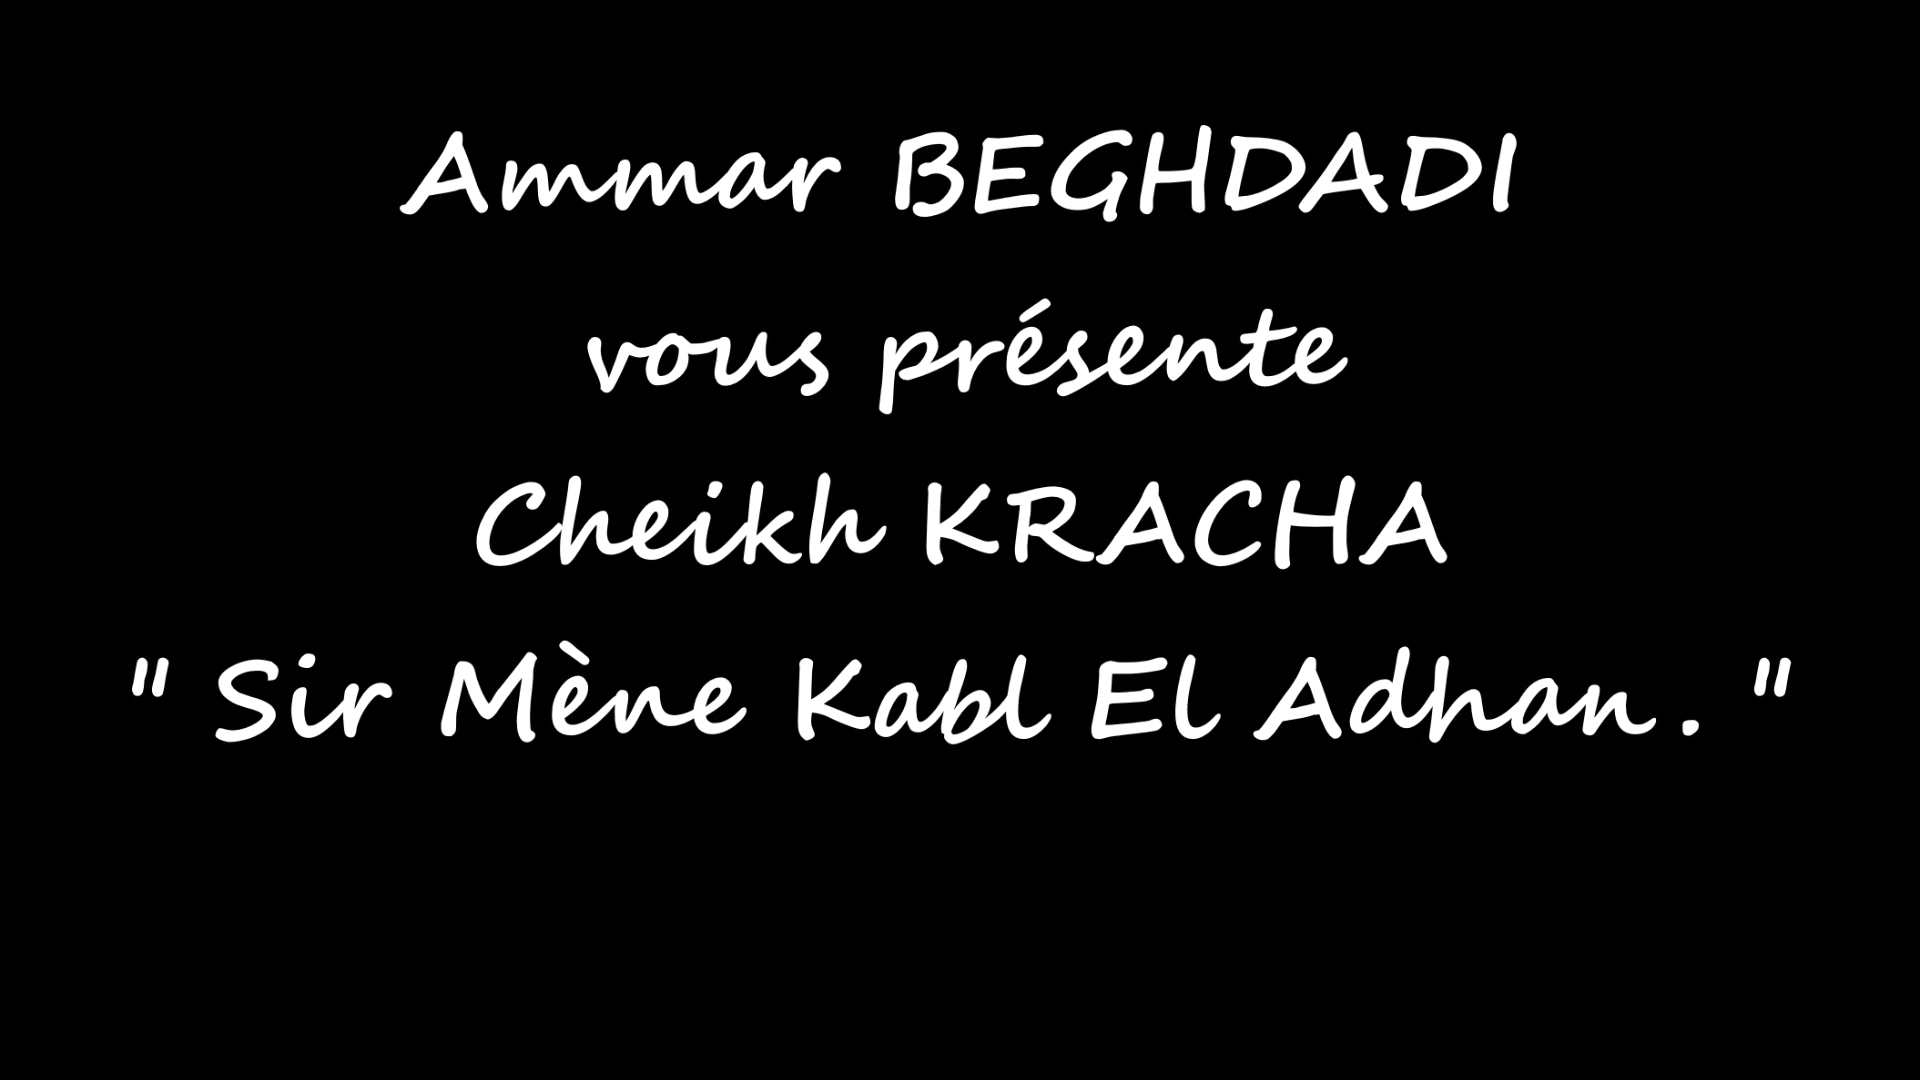 Ammar BEGHDADI
vous présente
Cheikh KRACHA
" Sir Mène Kabl El Adhan. "